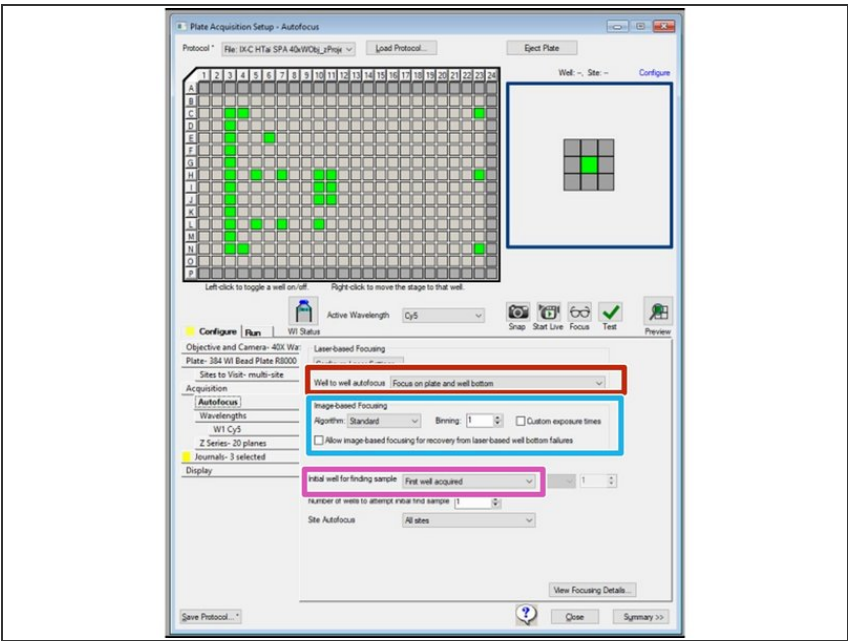 Plate Acquisition Setup - Autofocus
Protocol * File: IX-C HTai SPA 40xWObj_zProje Load Protocol... Eject Plate
Well: -, Site: - Configure
1 2 3 4 5 6 7 8 9 10 11 12 13 14 15 16 17 18 19 20 21 22 23 24
A
B
C
D
E
F
G
H
I
J
K
L
M
N
O
P
Left-click to toggle a well on/off. Right-click to move the stage to that well.
Active Wavelength Cy5
Configure Run WI Status Snap Start Live Focus Test Preview
Objective and Camera- 40X Wa:
Laser-based Focusing
Plate- 384 WI Bead Plate R8000
Sites to Visit- multi-site
Well to well autofocus Focus on plate and well bottom
Acquisition
Autofocus
Image-based Focusing
Wavelengths
Algorithm: Standard Binning: 1 Custom exposure times
W1 Cy5
Z Series- 20 planes
Allow image-based focusing for recovery from laser-based well bottom failures
Journals- 3 selected
Display
Initial well for finding sample First well acquired 1
Number of wells to attempt initial find sample 1
Site Autofocus All sites
View Focusing Details...
Save Protocol... * ? Close Summary >>